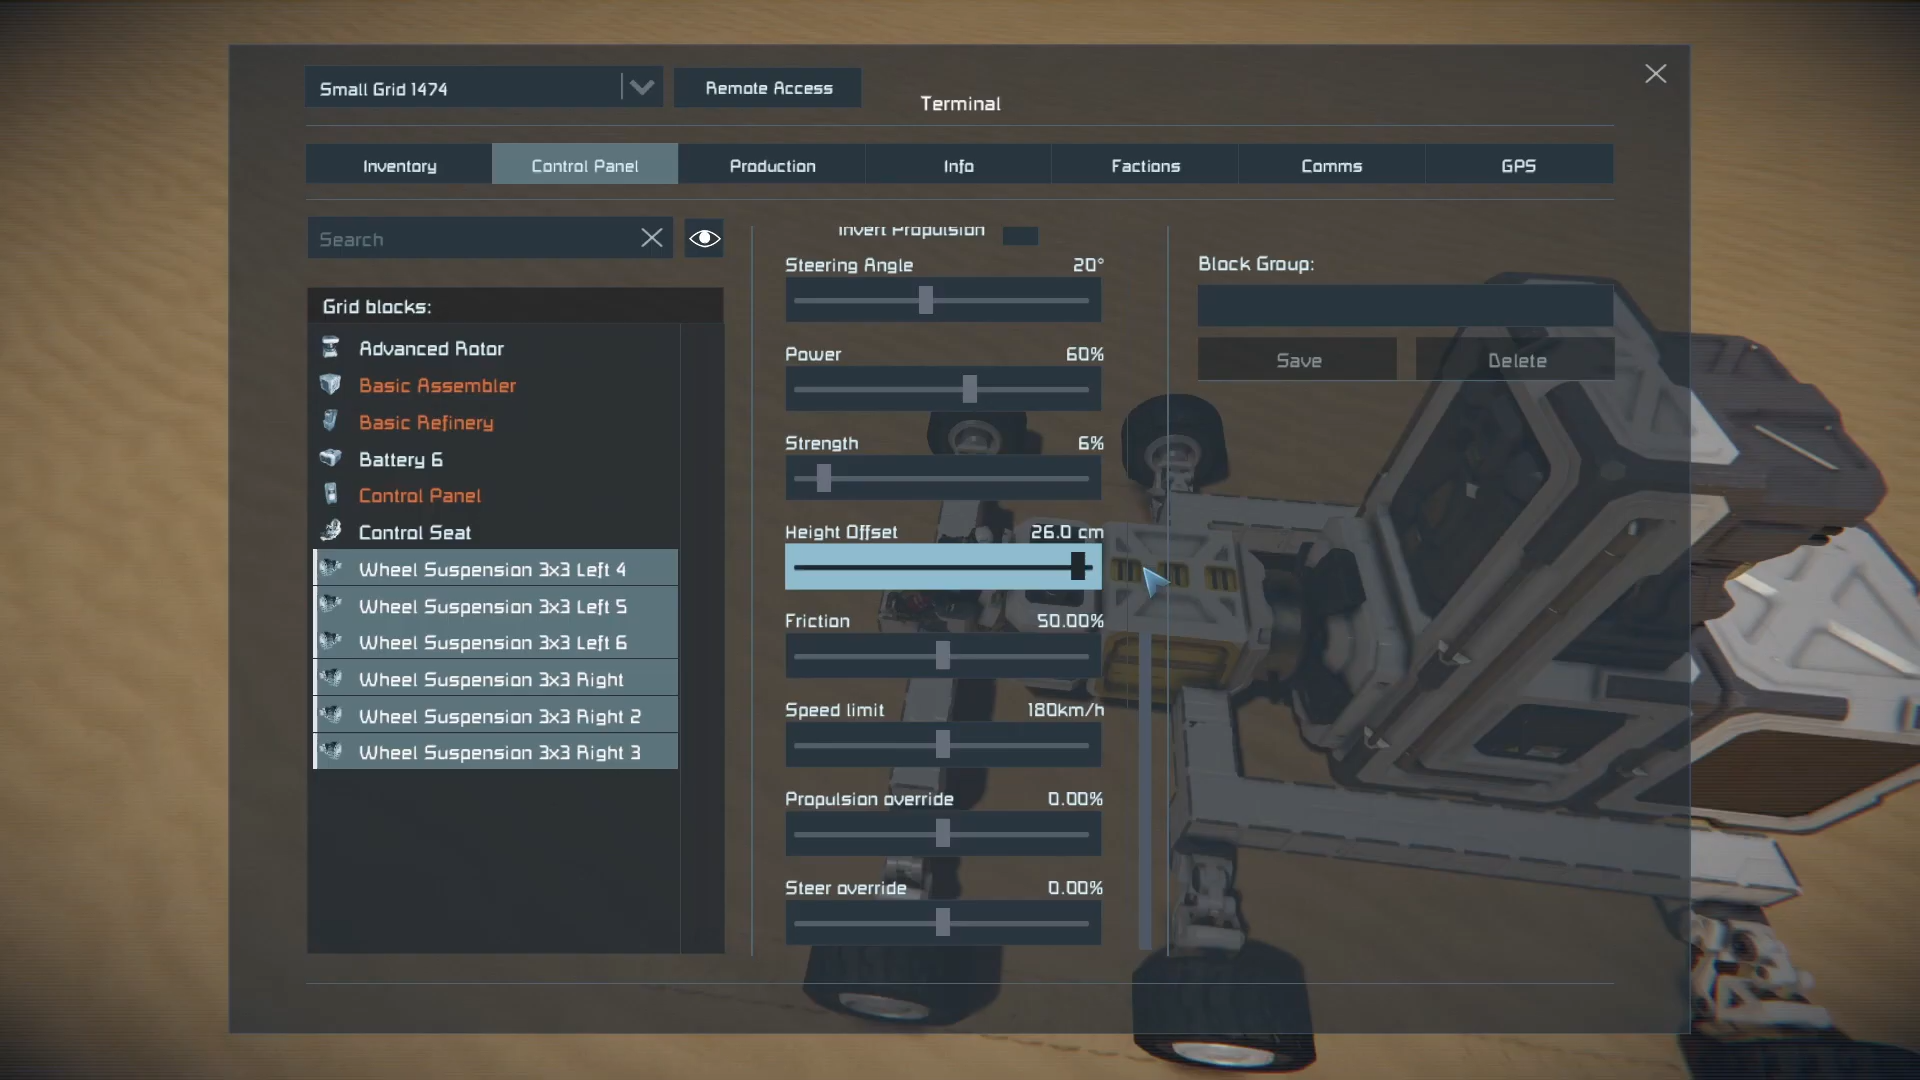 Small Grid 1474
Remote Access
Terminal
Inventory
Control Panel
Production
Info
Factions
Comms
GPS
Search
Grid blocks:
Advanced Rotor
Basic Assembler
Basic Refinery
Battery 6
Control Panel
Control Seat
Wheel Suspension 3x3 Left 4
Wheel Suspension 3x3 Left 5
Wheel Suspension 3x3 Left 6
Wheel Suspension 3x3 Right
Wheel Suspension 3x3 Right 2
Wheel Suspension 3x3 Right 3
Invert Propulsion
Steering Angle 20°
Power 60%
Strength 6%
Height Offset 26.0 cm
Friction 50.00%
Speed limit 180km/h
Propulsion override 0.00%
Steer override 0.00%
Block Group:
Save
Delete